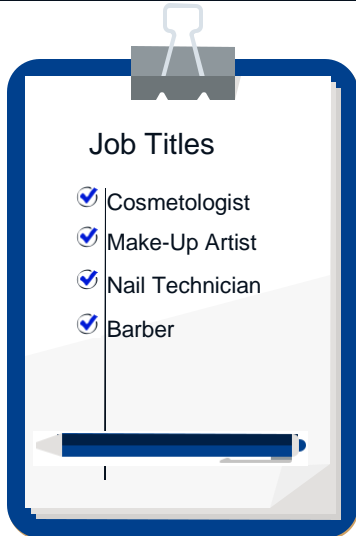 Job Titles
Cosmetologist
Make-Up Artist
Nail Technician
Barber